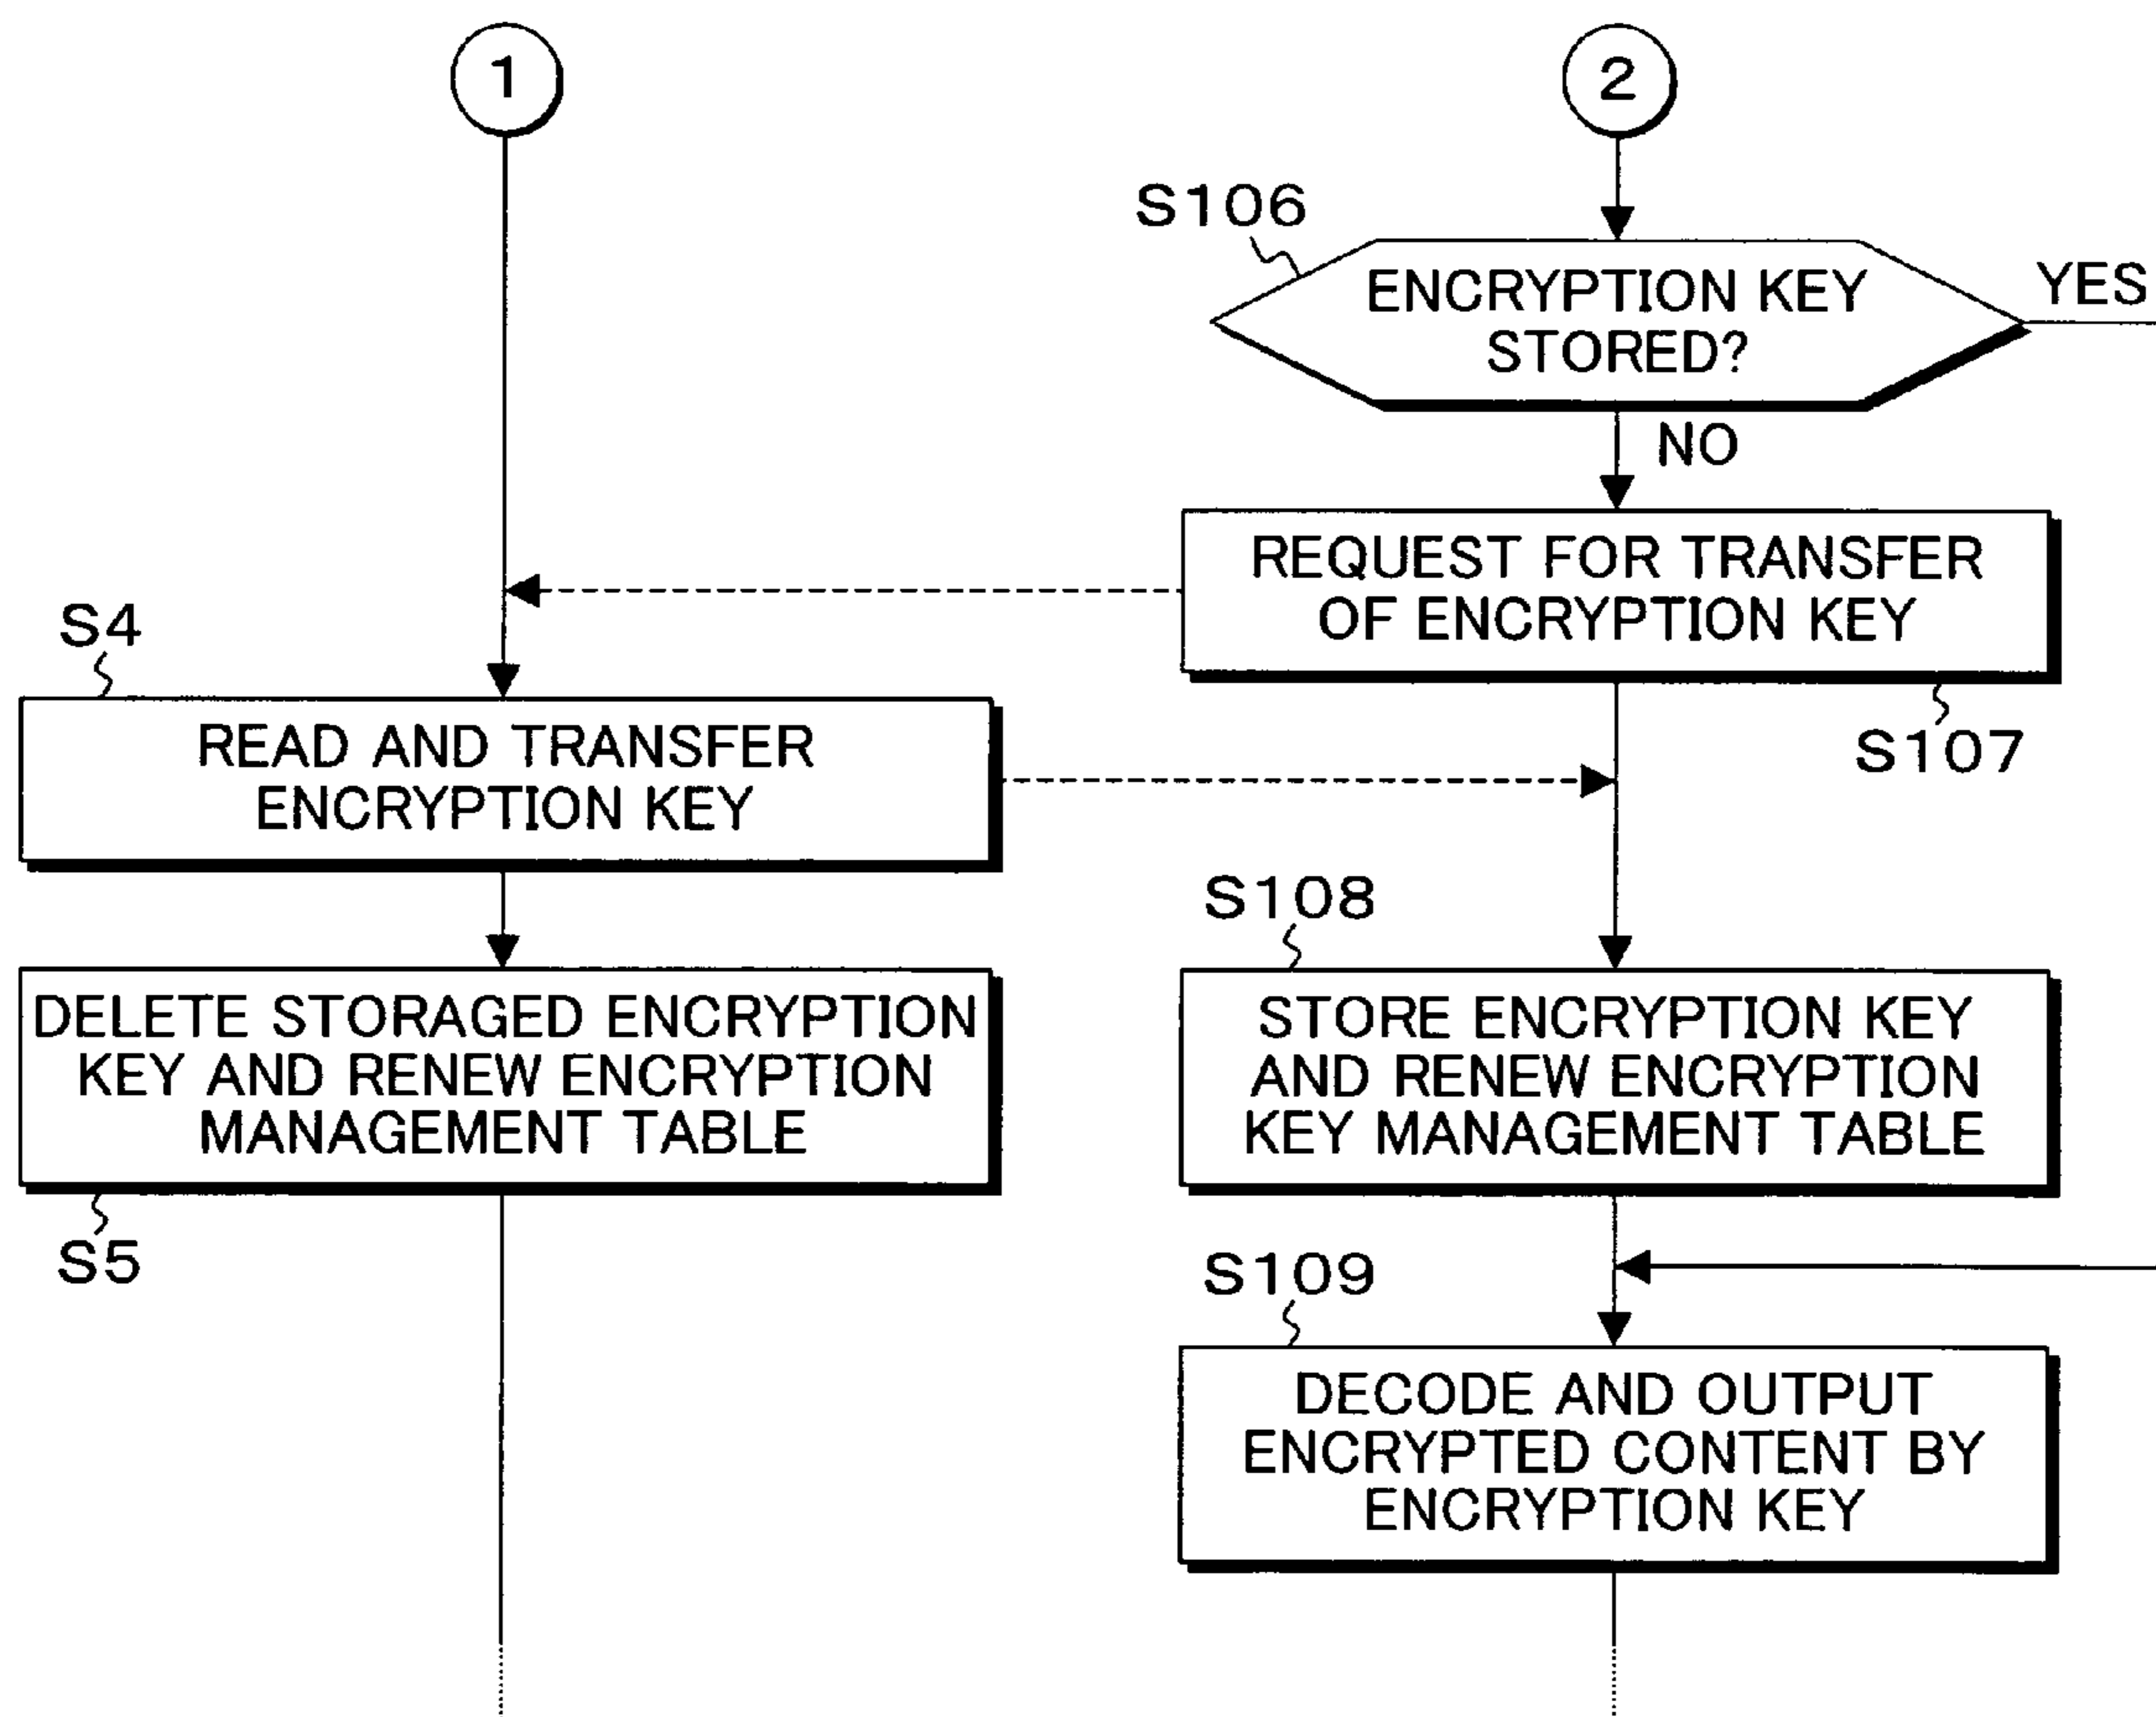 1
2
S106
ENCRYPTION KEY
STORED?
YES
NO
REQUEST FOR TRANSFER
OF ENCRYPTION KEY
S107
S4
READ AND TRANSFER
ENCRYPTION KEY
S108
DELETE STORAGED ENCRYPTION
KEY AND RENEW ENCRYPTION
MANAGEMENT TABLE
S5
STORE ENCRYPTION KEY
AND RENEW ENCRYPTION
KEY MANAGEMENT TABLE
S109
DECODE AND OUTPUT
ENCRYPTED CONTENT BY
ENCRYPTION KEY